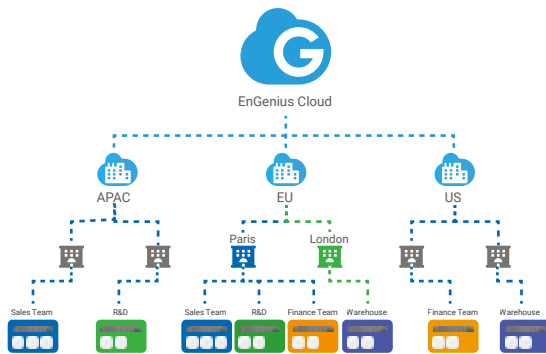 EnGenius Cloud
APAC
EU
US
Paris
London
Sales Team
R&D
Sales Team
R&D
Finance Team
Warehouse
Finance Team
Warehouse